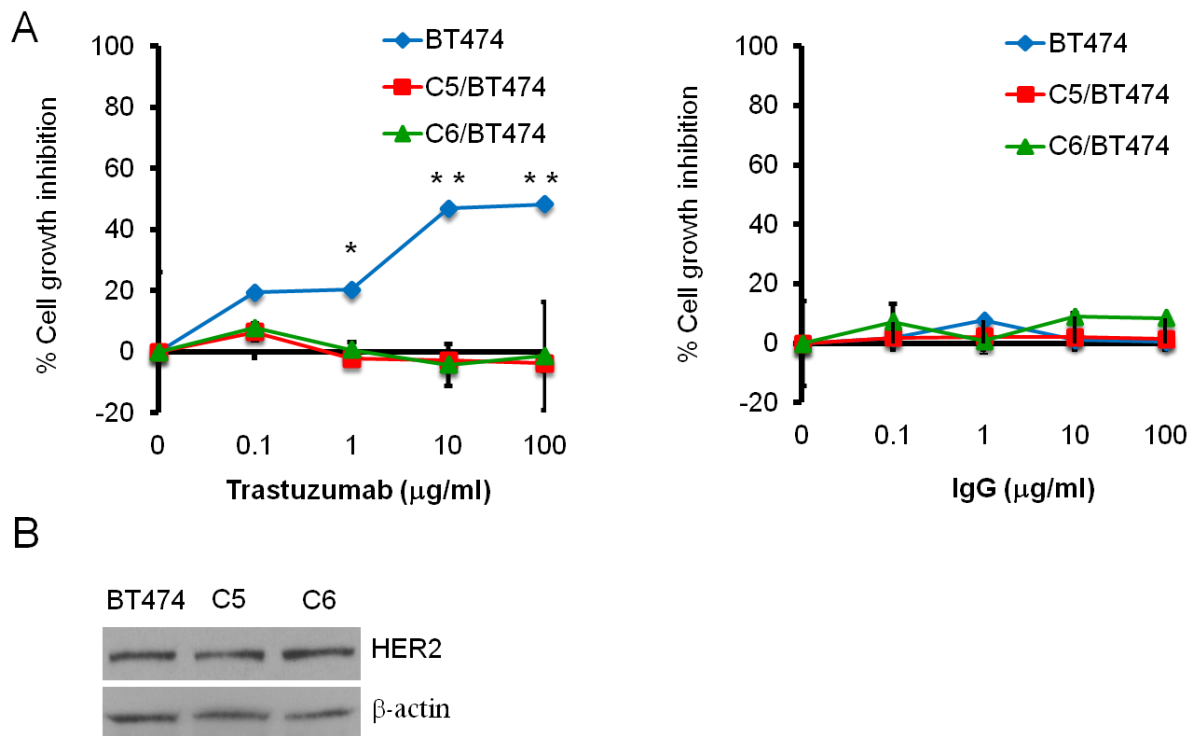 A
% Cell growth inhibition
100
80
60
40
20
0
-20
BT474
C5/BT474
C6/BT474
*
* *
* *
0 0.1 1 10 100
Trastuzumab (μg/ml)
% Cell growth inhibition
100
80
60
40
20
0
-20
BT474
C5/BT474
C6/BT474
0 0.1 1 10 100
IgG (μg/ml)
B
BT474 C5 C6
HER2
β-actin